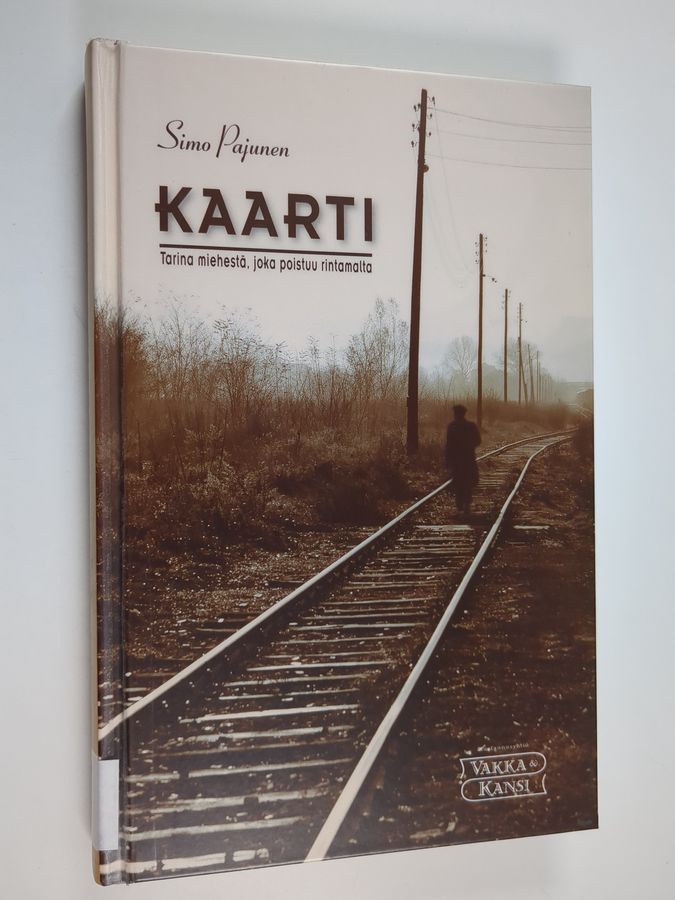 Simo Pajunen
KAARTI
Tarina miehestä, joka poistuu rintamalta
VAKKA &
KANSI